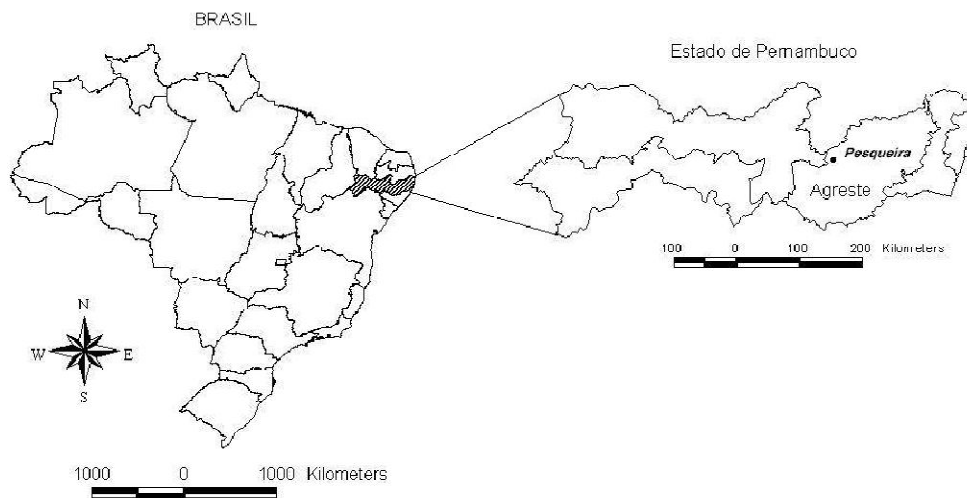 BRASIL
Estado de Pernambuco
Pesqueira
Agreste
100 0 100 200 Kilometers
N
W E
S
1000 0 1000 Kilometers